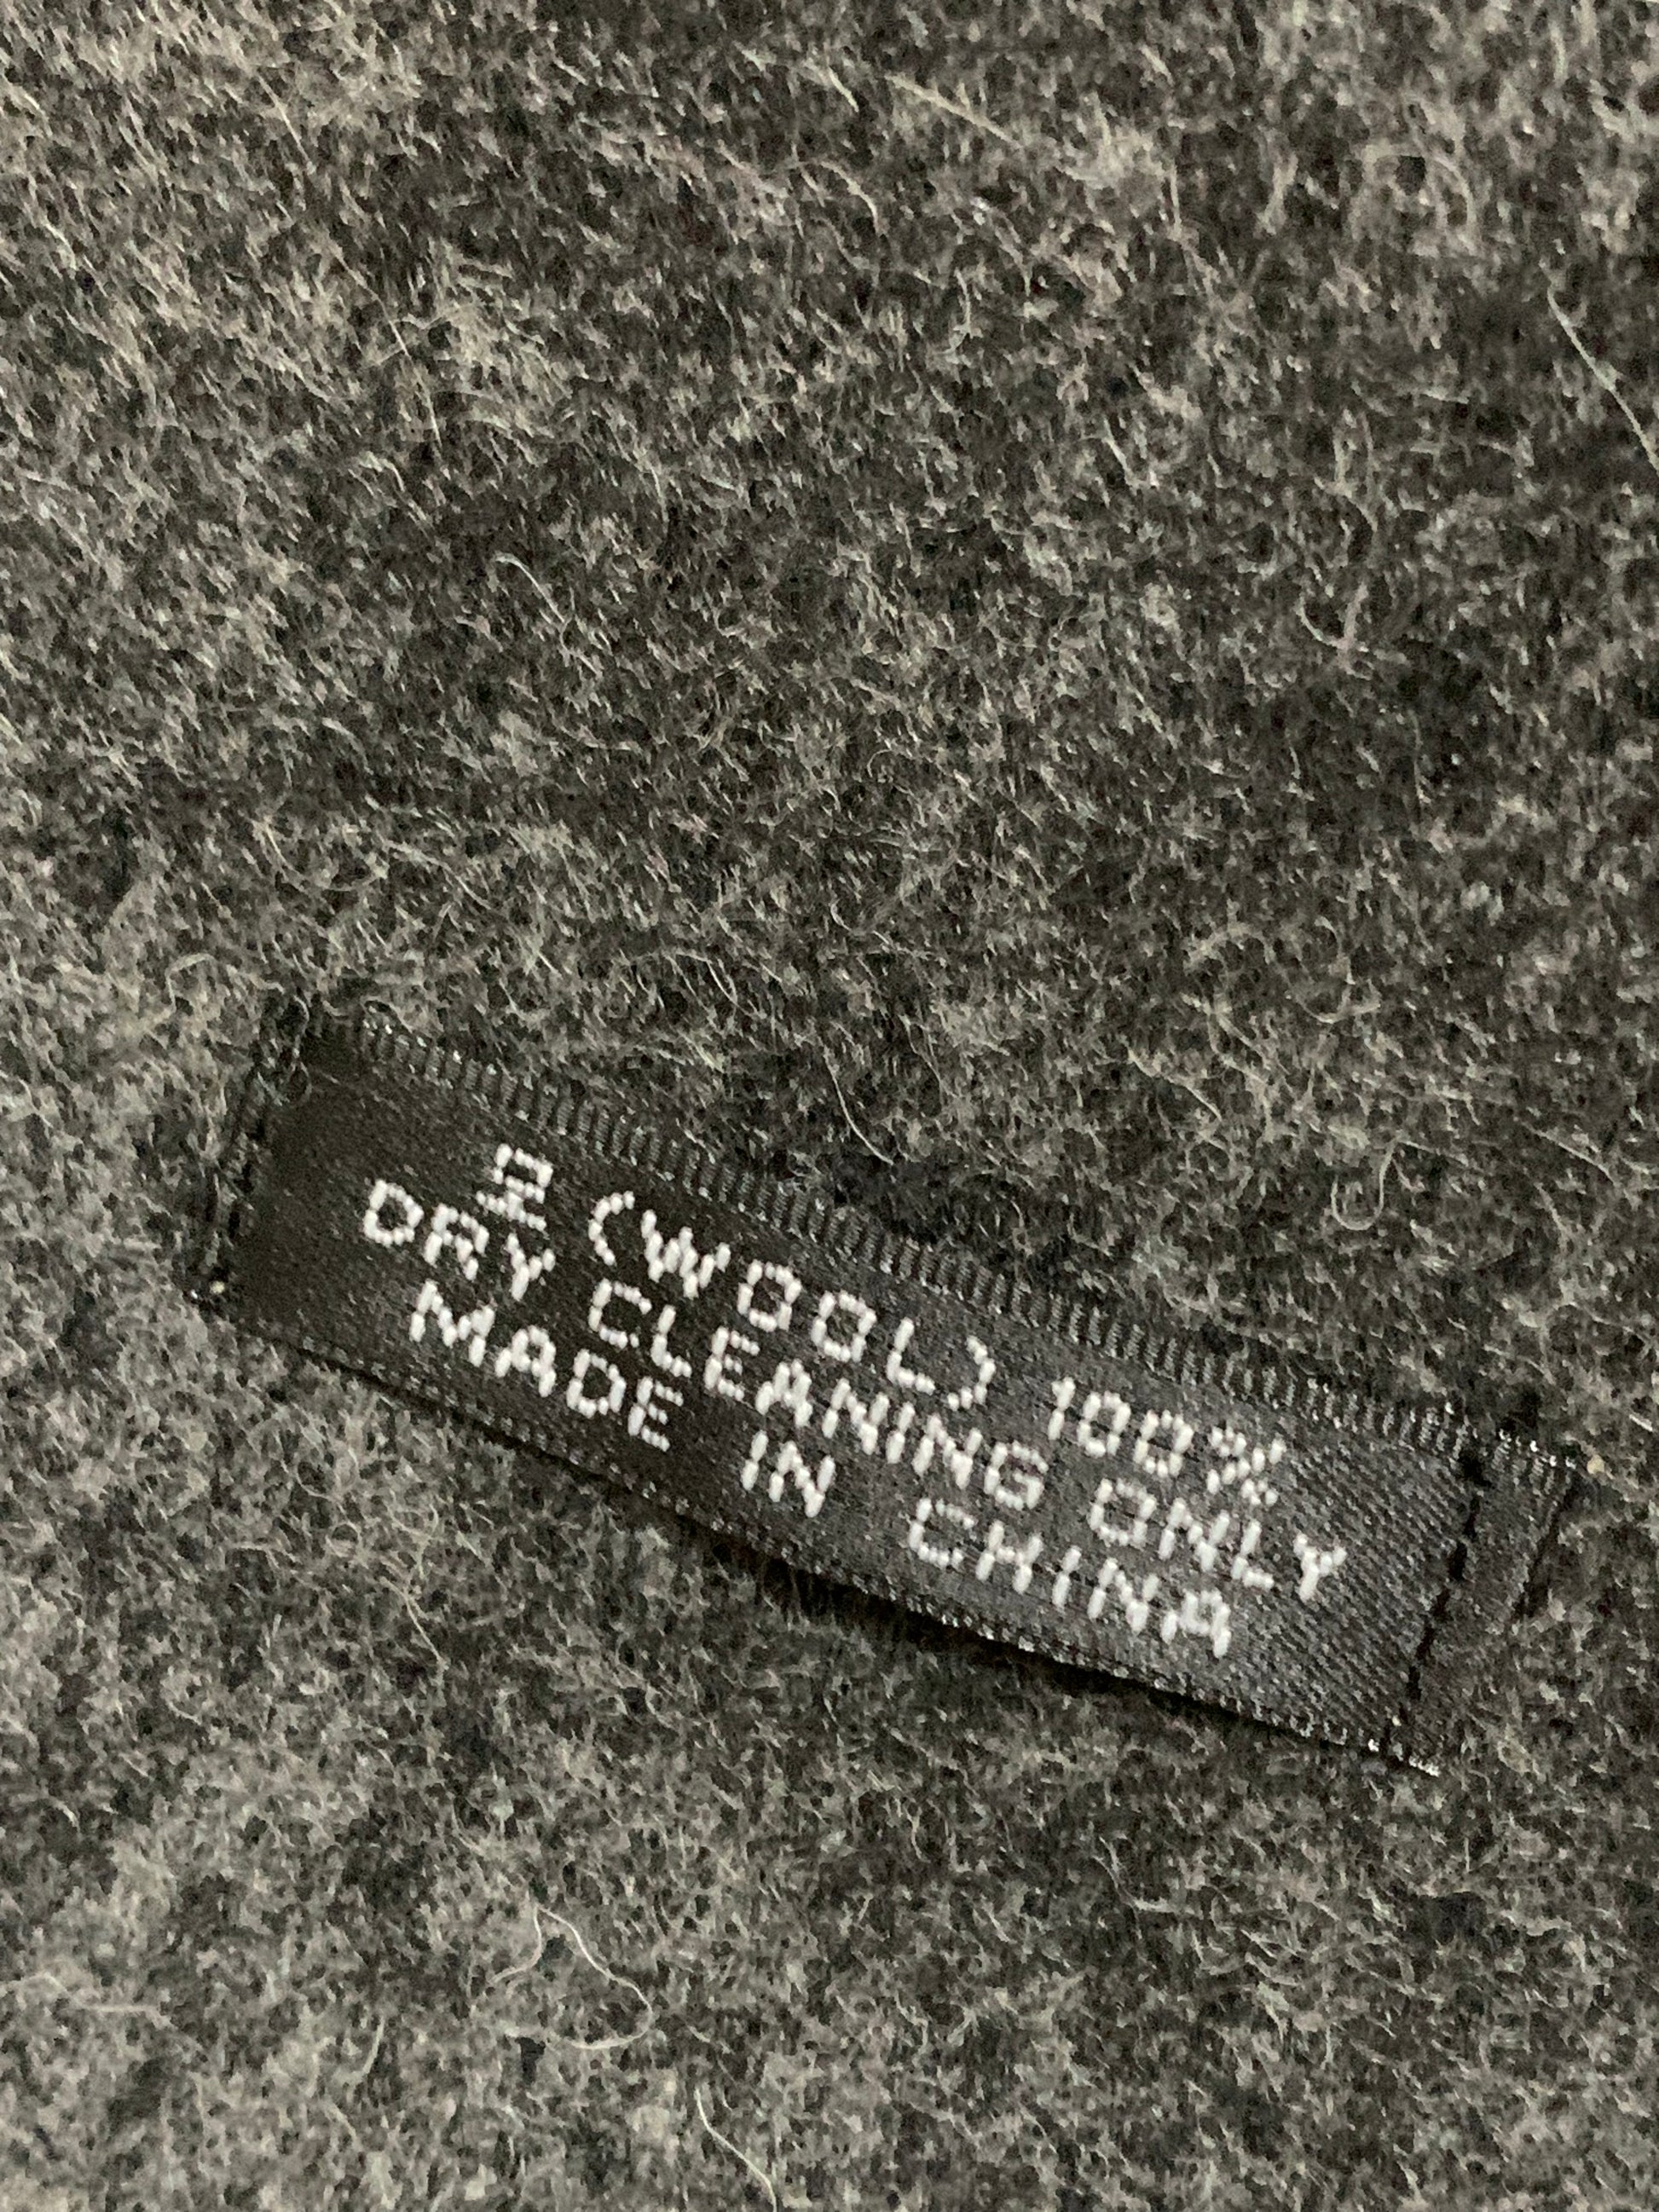 모 (WOOL) 100%
DRY CLEANING ONLY
MADE IN CHINA